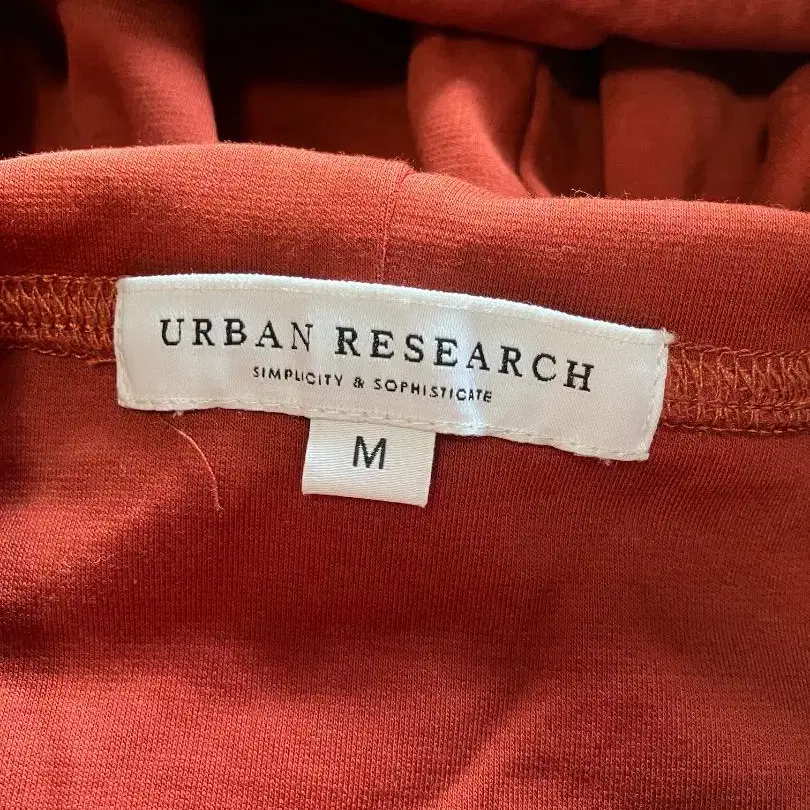 URBAN RESEARCH
SIMPLICITY & SOPHISTICATE
M